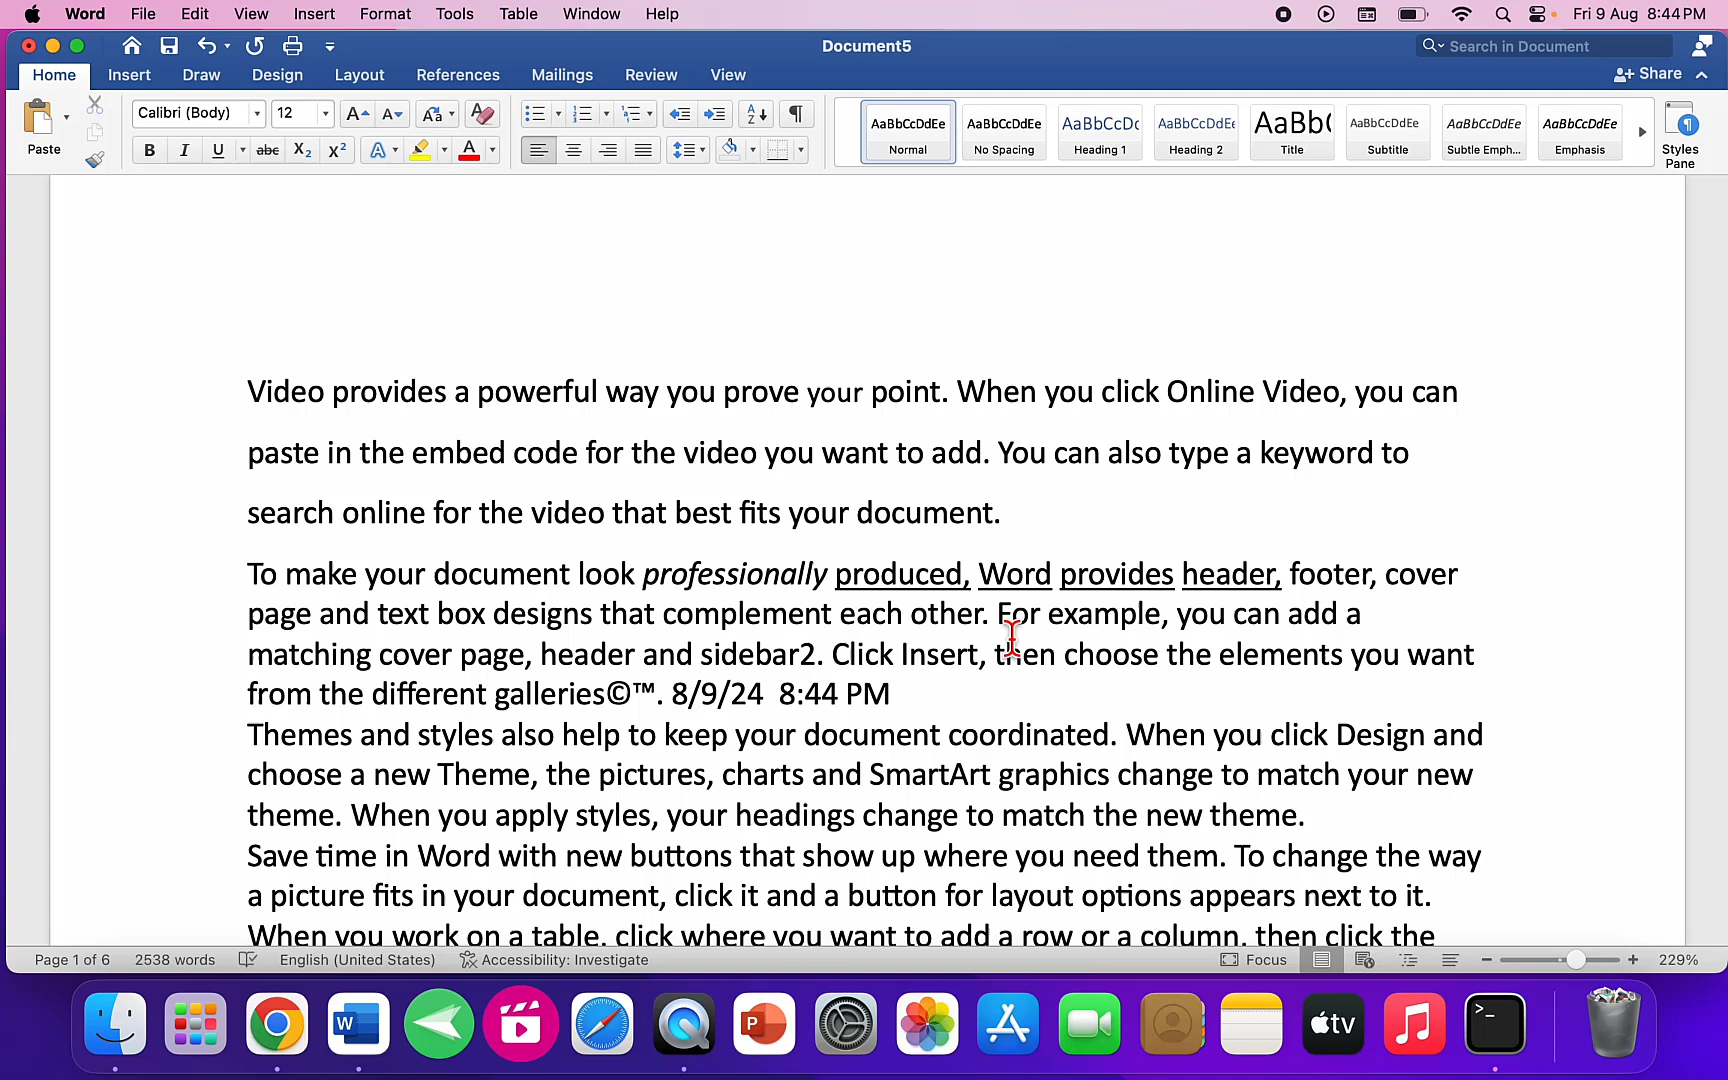 Word File Edit View Insert Format Tools Table Window Help Fri 9 Aug 8:44 PM
Document5 Search in Document
Home Insert Draw Design Layout References Mailings Review View Share
Calibri (Body) 12
Paste
AaBbCcDdEe AaBbCcDdEe AaBbCcDc AaBbCcDdEe AaBb( AaBbCcDdEe AaBbCcDdEe AaBbCcDdEe
Normal No Spacing Heading 1 Heading 2 Title Subtitle Subtle Emph... Emphasis
Styles
Pane
Video provides a powerful way you prove your point. When you click Online Video, you can
paste in the embed code for the video you want to add. You can also type a keyword to
search online for the video that best fits your document.
To make your document look professionally produced, Word provides header, footer, cover
page and text box designs that complement each other. For example, you can add a
matching cover page, header and sidebar2. Click Insert, then choose the elements you want
from the different galleries©™. 8/9/24  8:44 PM
Themes and styles also help to keep your document coordinated. When you click Design and
choose a new Theme, the pictures, charts and SmartArt graphics change to match your new
theme. When you apply styles, your headings change to match the new theme.
Save time in Word with new buttons that show up where you need them. To change the way
a picture fits in your document, click it and a button for layout options appears next to it.
When you work on a table, click where you want to add a row or a column, then click the
Page 1 of 6 2538 words English (United States) Accessibility: Investigate Focus 229%
W P tv